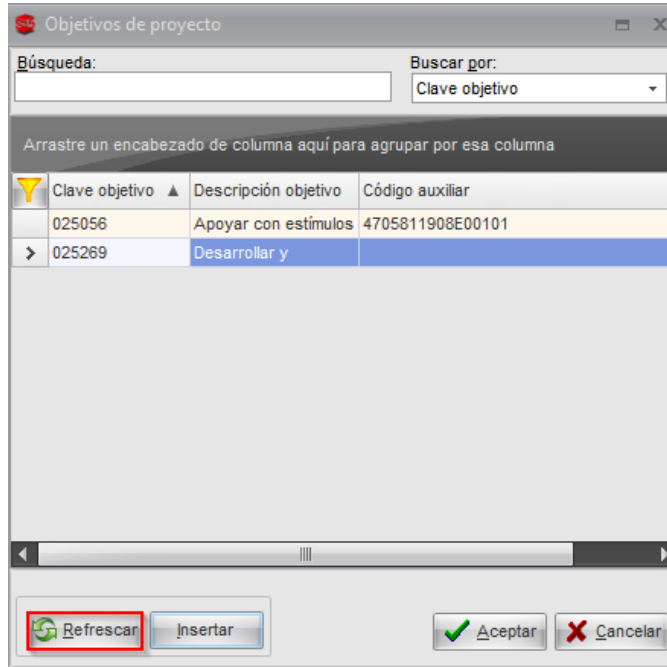 Objetivos de proyecto
Búsqueda: Buscar por:
Clave objetivo
Arrastre un encabezado de columna aquí para agrupar por esa columna
Clave objetivo Descripción objetivo Código auxiliar
025056 Apoyar con estímulos 4705811908E00101
025269 Desarrollar y
Refrescar Insertar Aceptar Cancelar